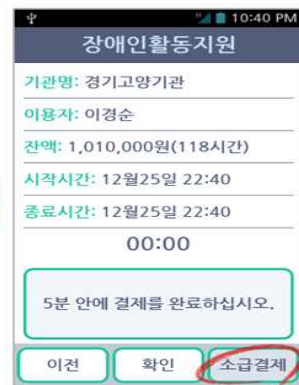 10:40 PM
장애인활동지원
기관명: 경기고양기관
이용자: 이경순
잔액: 1,010,000원(118시간)
시작시간: 12월25일 22:40
종료시간: 12월25일 22:40
00:00
5분 안에 결제를 완료하십시오.
이전 확인 소급결제